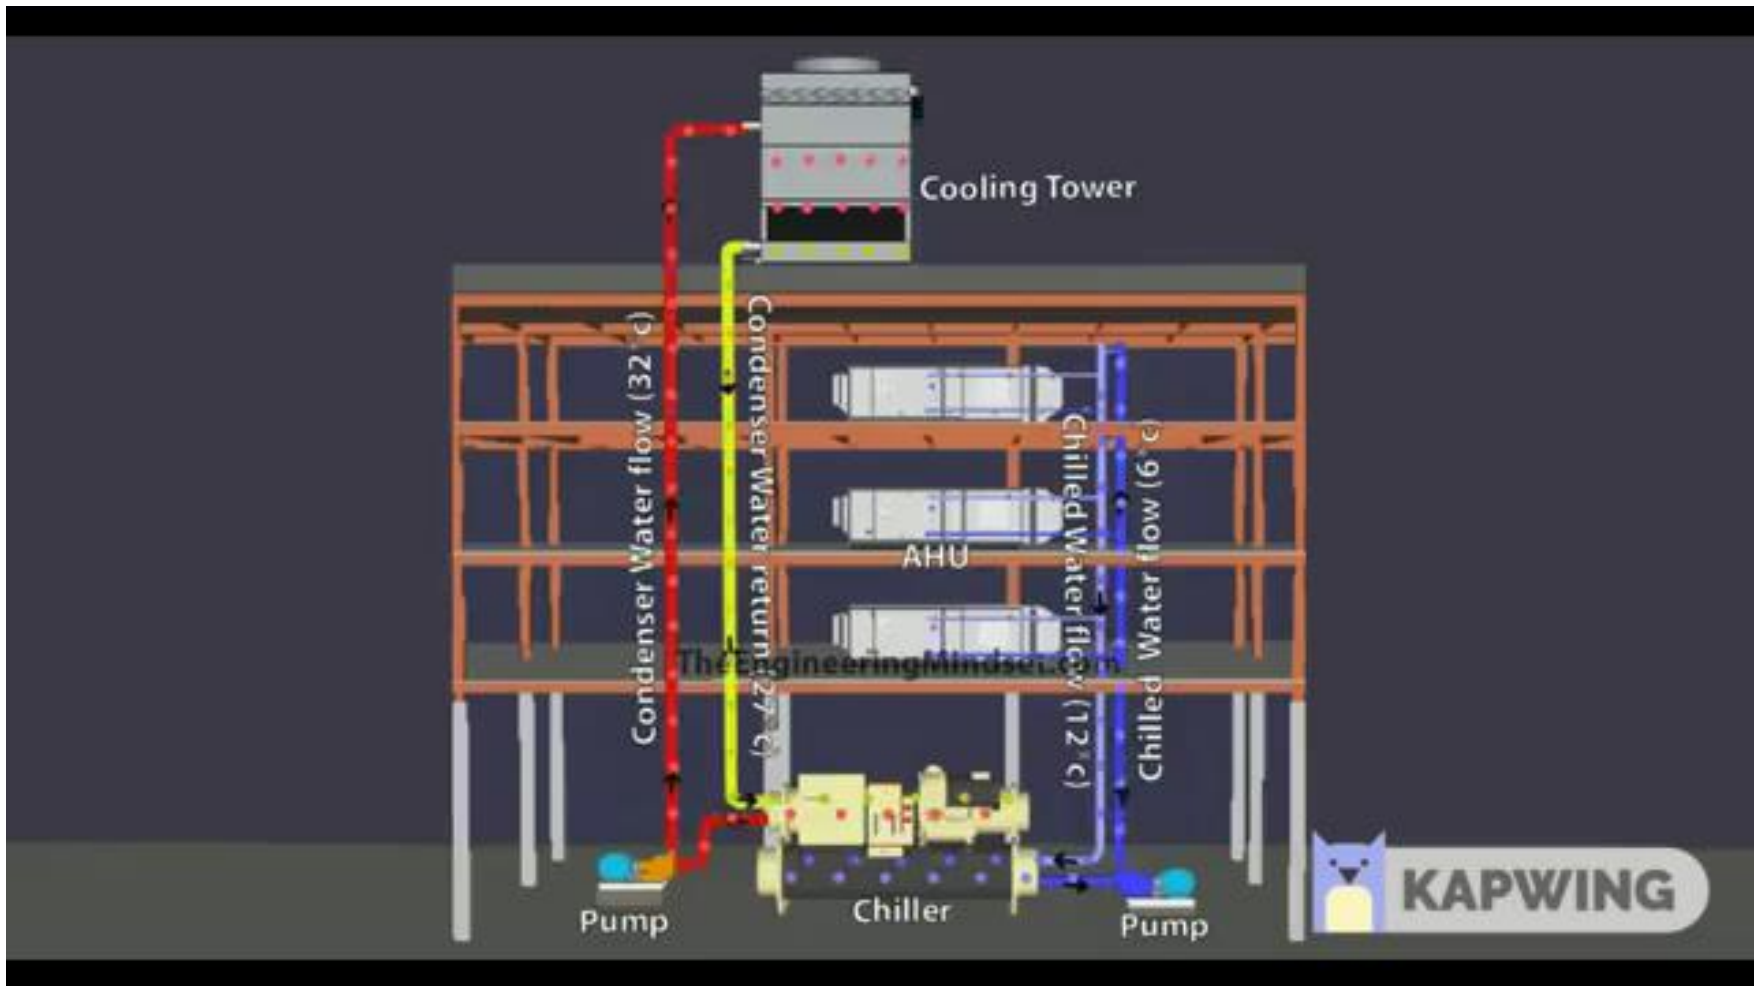 Cooling Tower
Condenser Water flow (32°c)
Condenser Water return (27°c)
Chilled Water flow (12°c)
Chilled Water flow (6°c)
AHU
TheEngineeringMindset.com
Chiller
Pump
Pump
KAPWING